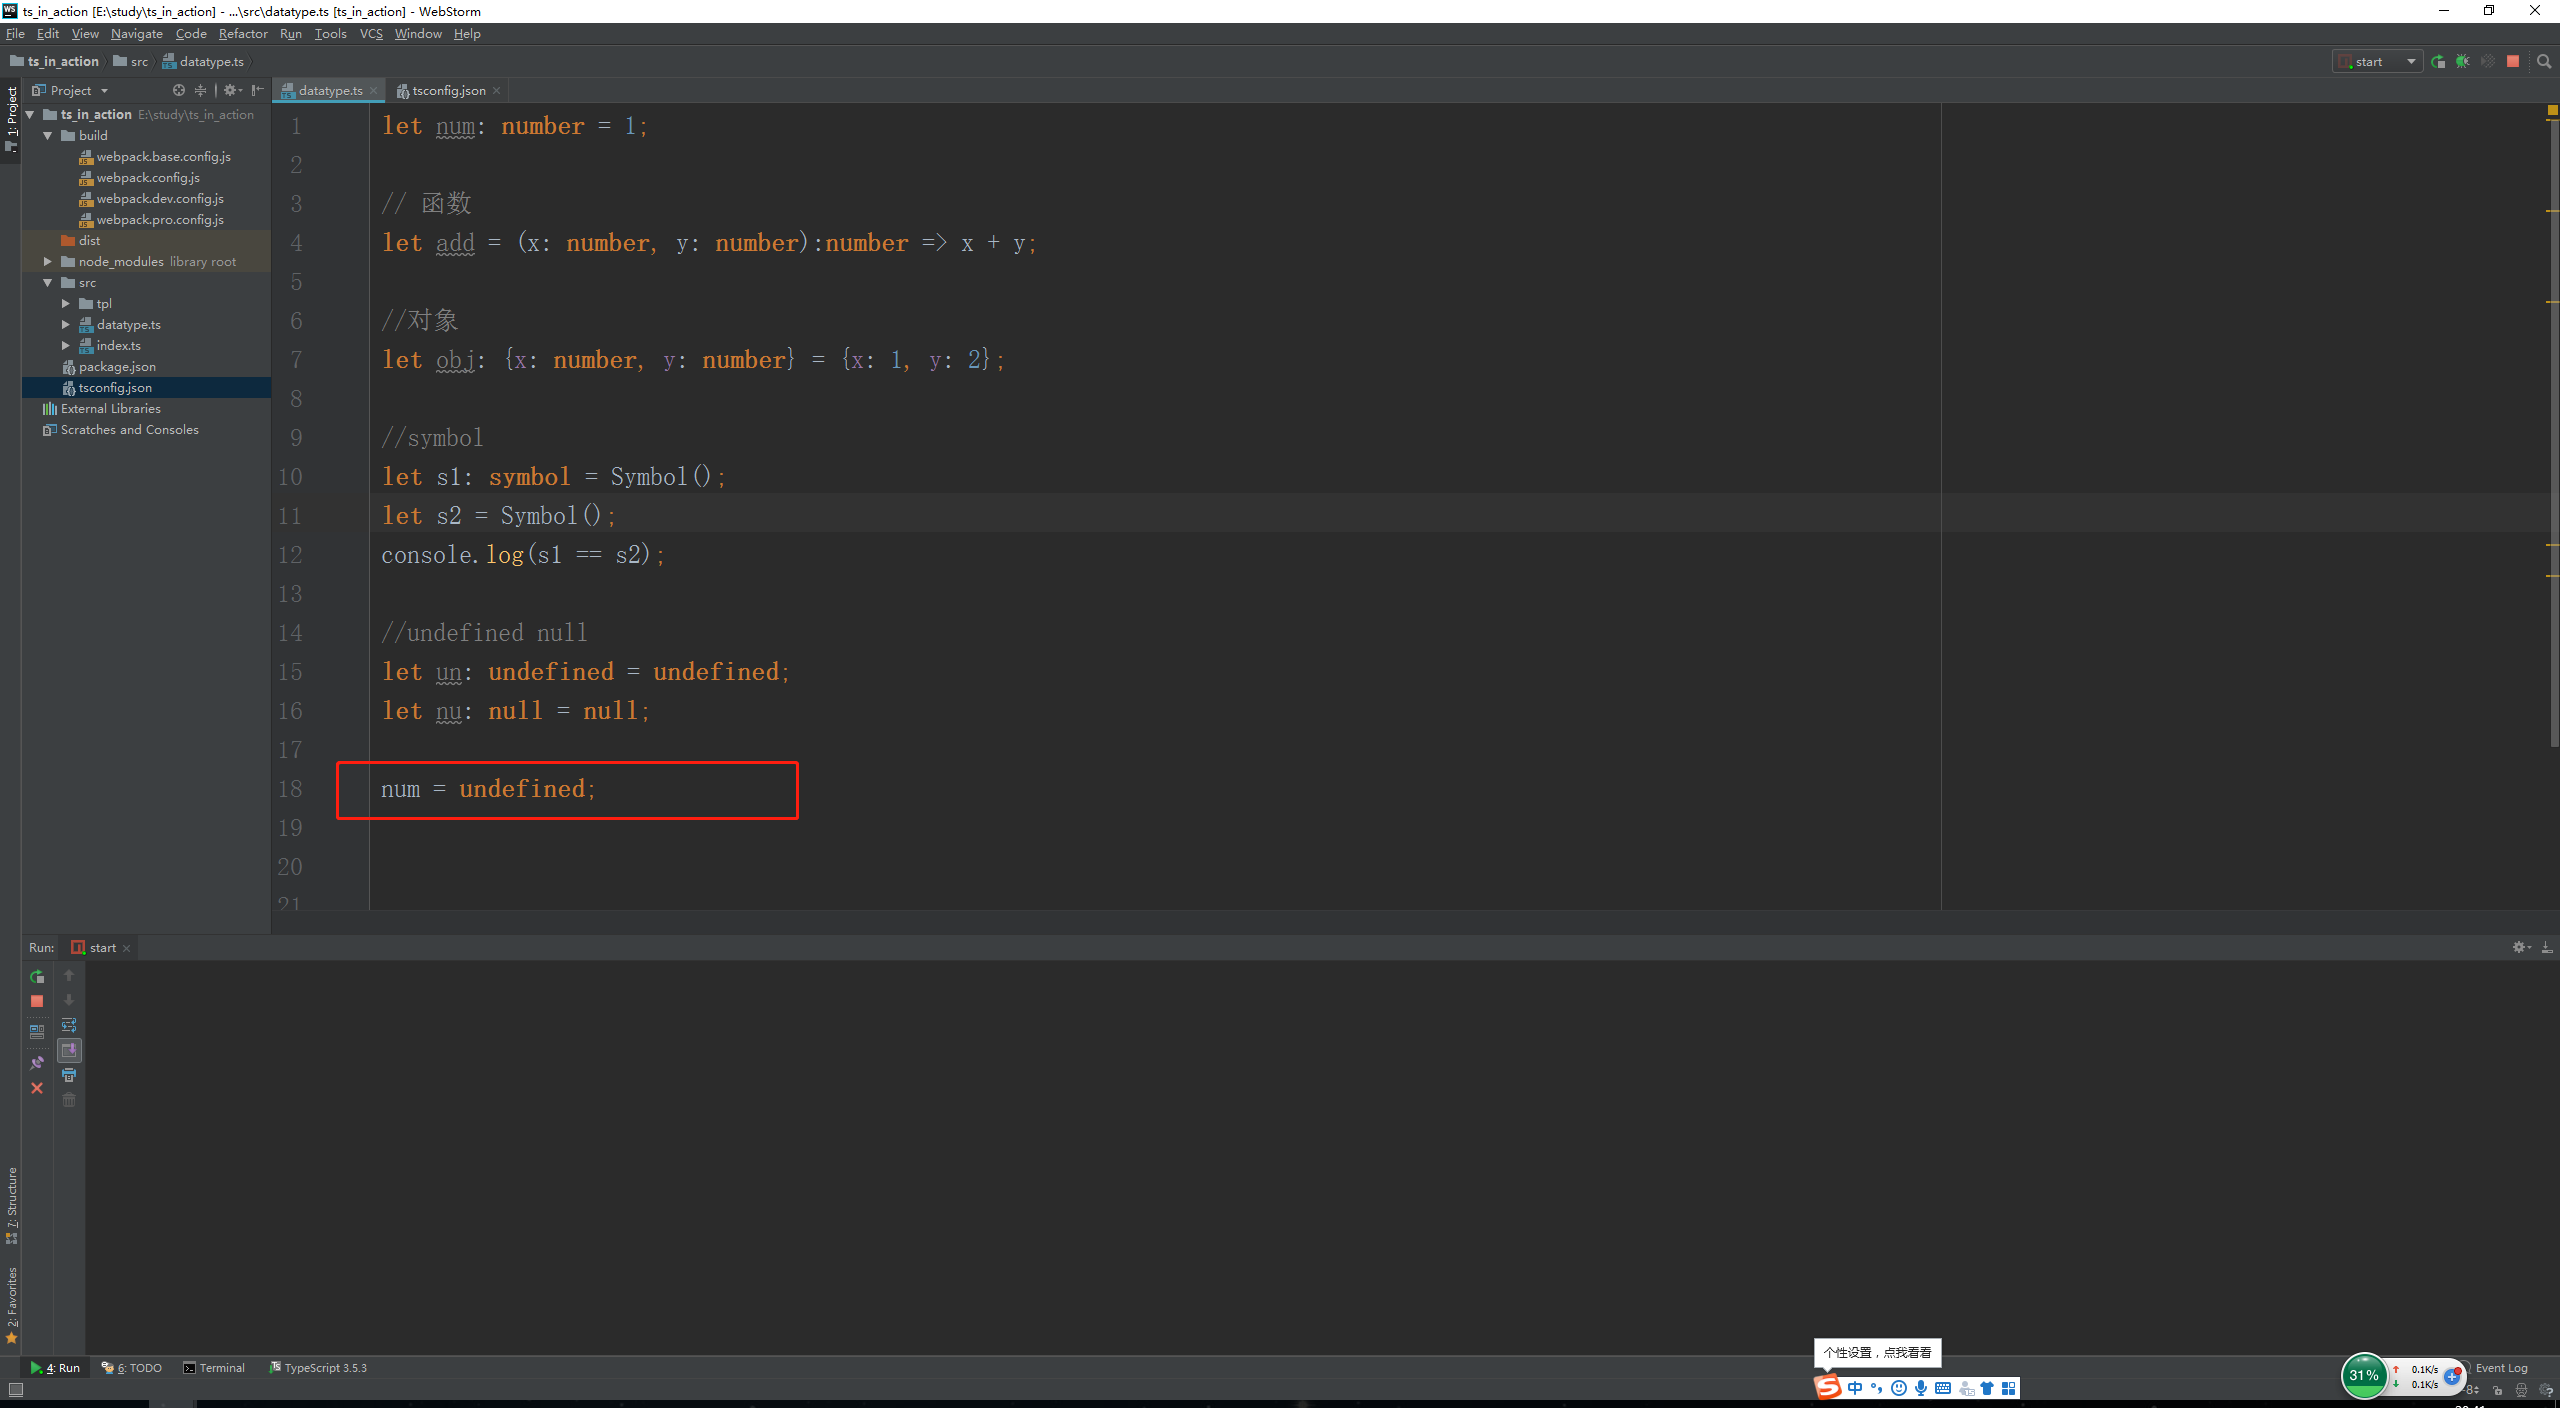 ts_in_action [E:\study\ts_in_action] - ...\src\datatype.ts [ts_in_action] - WebStorm
File Edit View Navigate Code Refactor Run Tools VCS Window Help
ts_in_action src datatype.ts
start
1: Project
Project
datatype.ts
tsconfig.json
ts_in_action E:\study\ts_in_action
build
webpack.base.config.js
webpack.config.js
webpack.dev.config.js
webpack.pro.config.js
dist
node_modules library root
src
tpl
datatype.ts
index.ts
package.json
tsconfig.json
External Libraries
Scratches and Consoles
1 let num: number = 1;
2
3 // 函数
4 let add = (x: number, y: number):number => x + y;
5
6 //对象
7 let obj: {x: number, y: number} = {x: 1, y: 2};
8
9 //symbol
10 let s1: symbol = Symbol();
11 let s2 = Symbol();
12 console.log(s1 == s2);
13
14 //undefined null
15 let un: undefined = undefined;
16 let nu: null = null;
17
18 num = undefined;
19
20
21
Run: start
7: Structure
2: Favorites
4: Run 6: TODO Terminal TypeScript 3.5.3
个性设置，点我看看
中
31%
0.1K/s
0.1K/s
Event Log